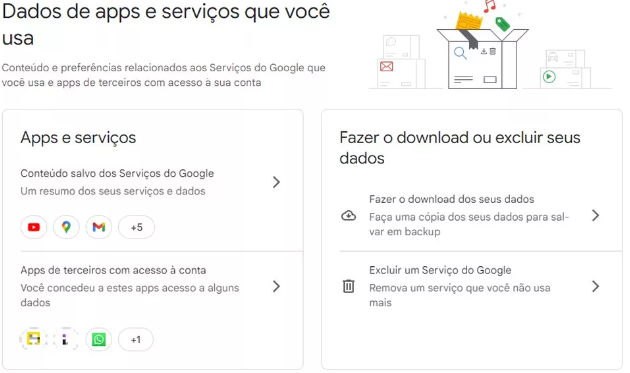 Dados de apps e serviços que você
usa
Conteúdo e preferências relacionados aos Serviços do Google que
você usa e apps de terceiros com acesso à sua conta
Apps e serviços
Conteúdo salvo dos Serviços do Google
Um resumo dos seus serviços e dados
+5
Apps de terceiros com acesso à conta
Você concedeu a estes apps acesso a alguns
dados
+1
Fazer o download ou excluir seus
dados
Fazer o download dos seus dados
Faça uma cópia dos seus dados para sal-
var em backup
Excluir um Serviço do Google
Remova um serviço que você não usa
mais